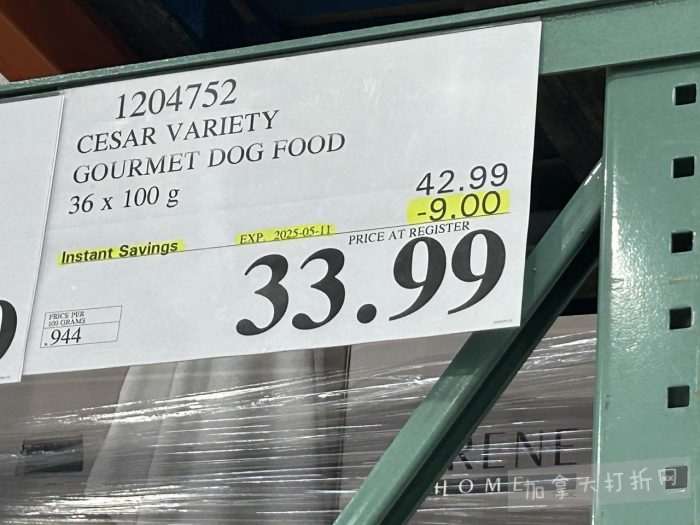 1204752
CESAR VARIETY
GOURMET DOG FOOD
36 x 100 g
42.99
-9.00
Instant Savings
EXP. 2025-05-11
PRICE AT REGISTER
33.99
PRICE PER
100 GRAMS
.944
RENE
HOME
加拿大打折网